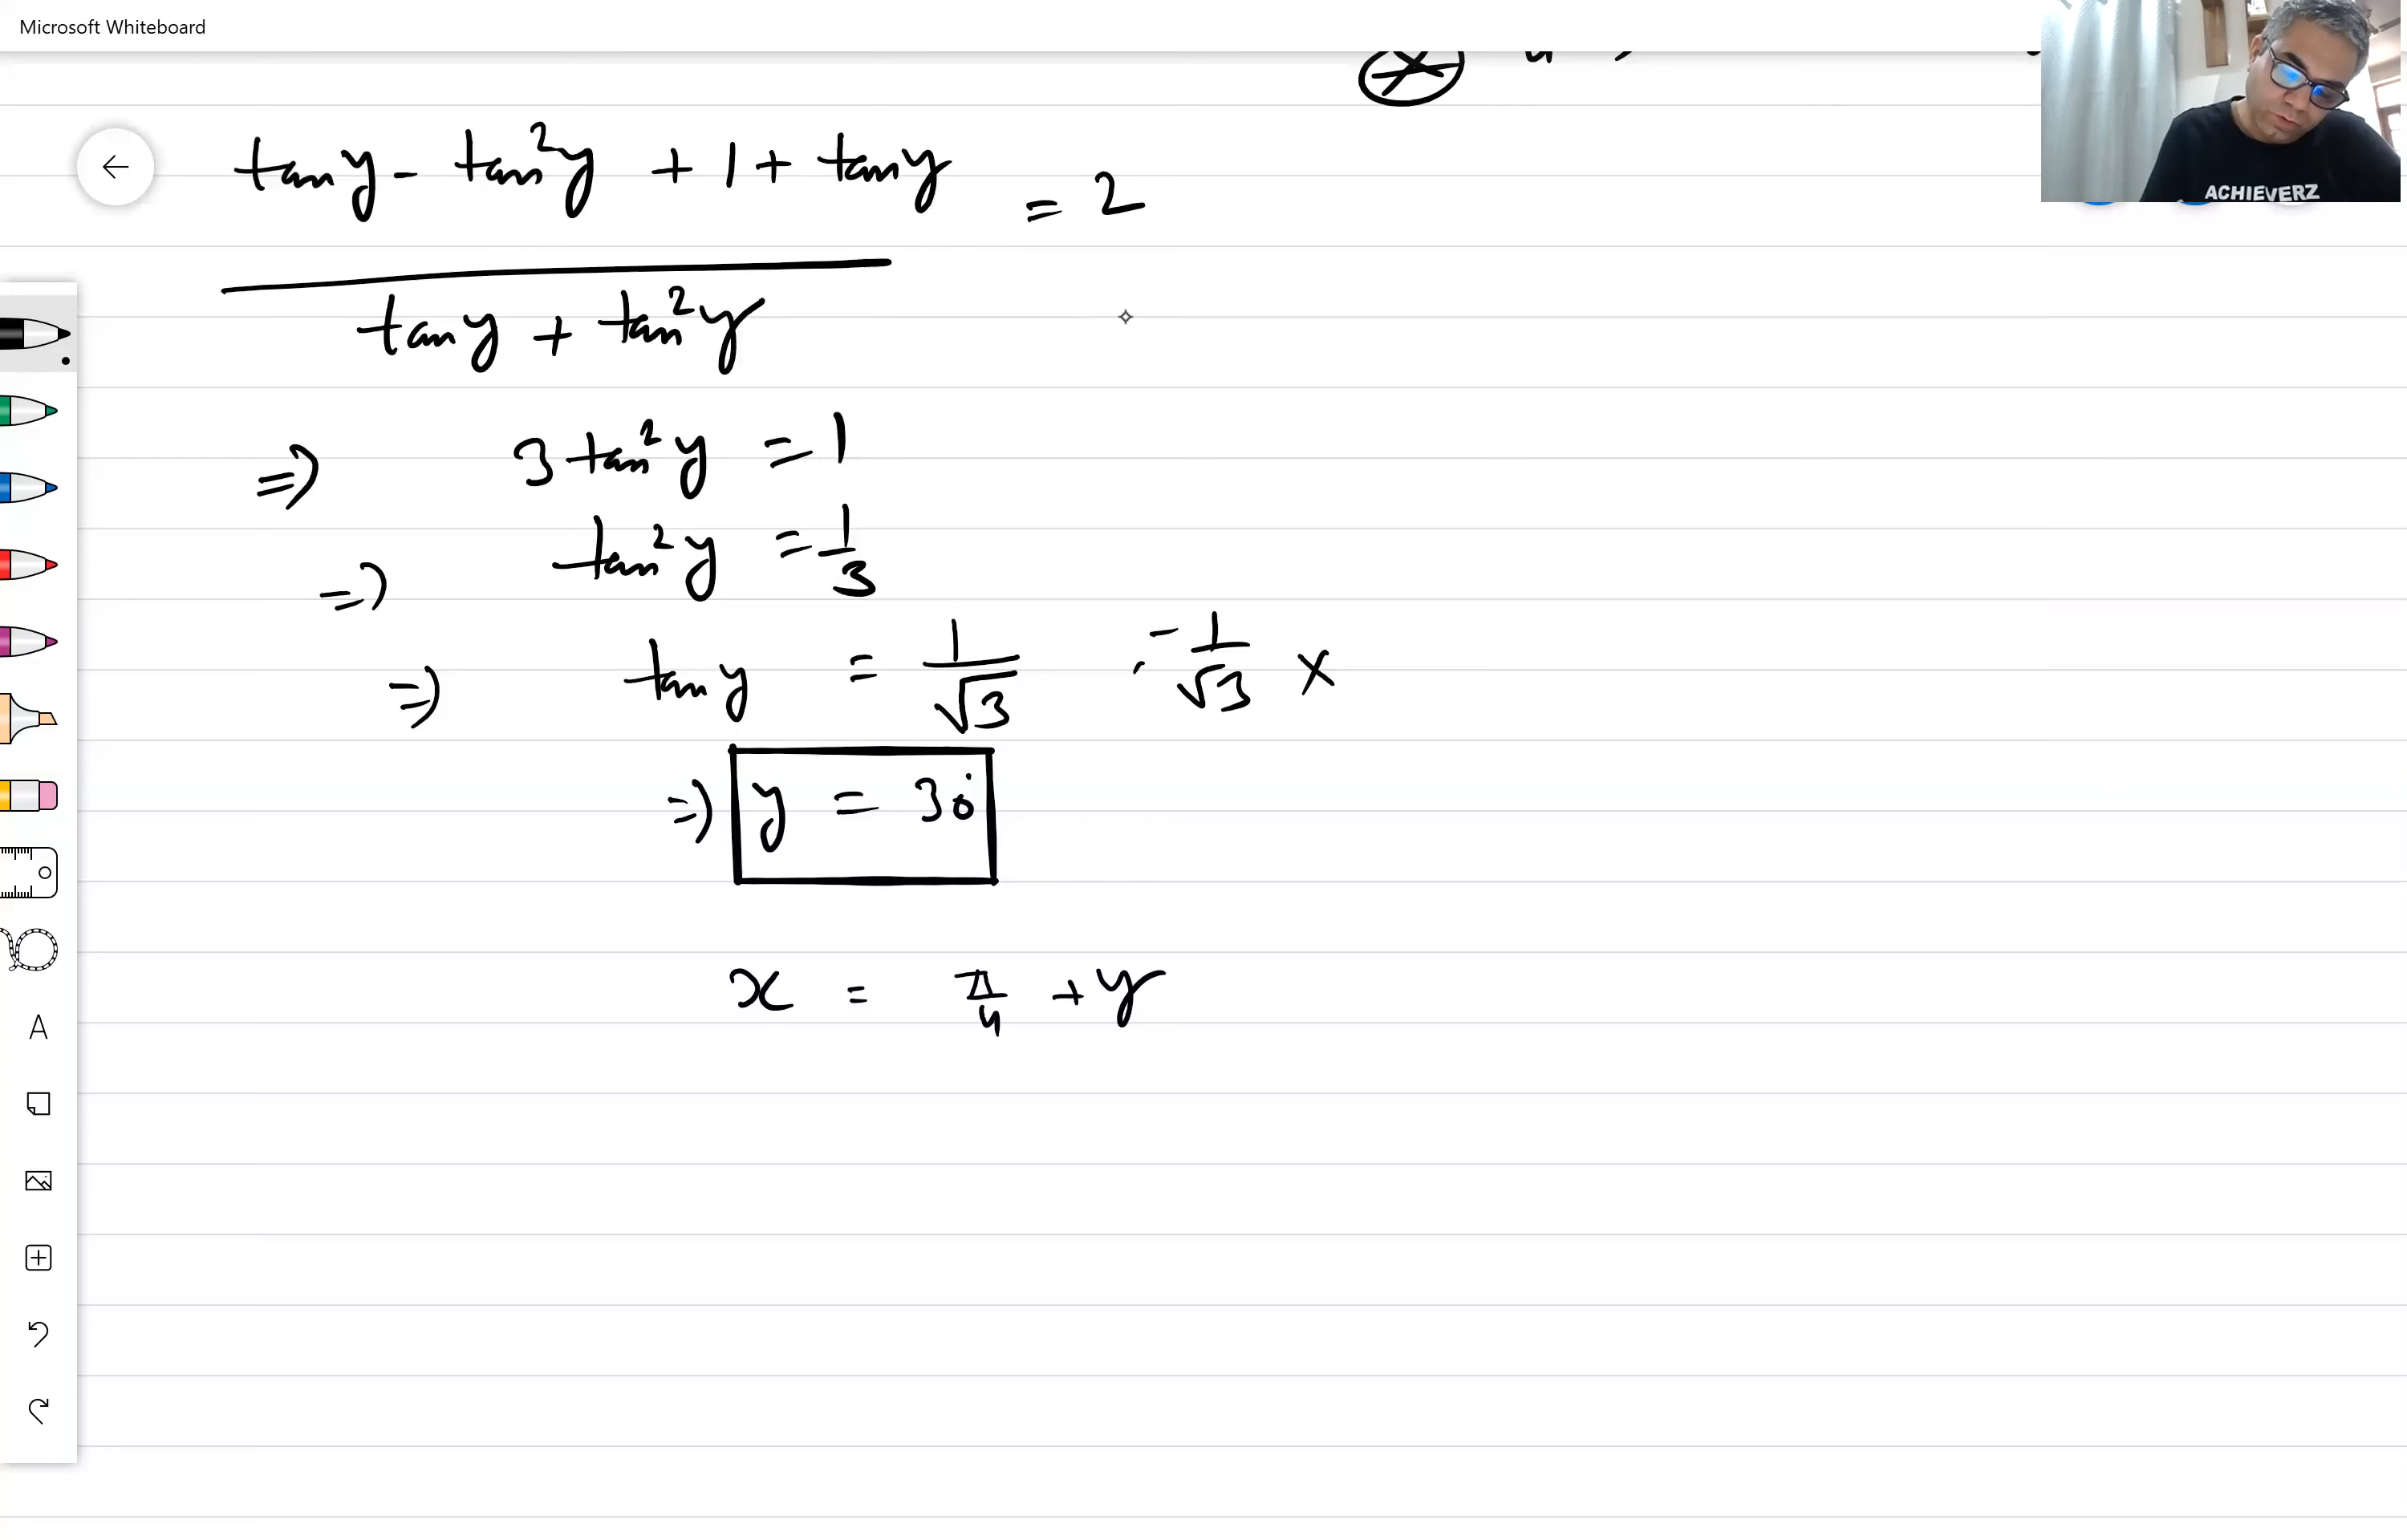 Microsoft Whiteboard
ACHIEVERZ
tan y - tan²y + 1 + tan y = 2
tan y + tan²y
⇒ 3 tan²y = 1
⇒ tan²y = 1/3
⇒ tan y = 1/√3 , -1/√3 ×
⇒ y = 30°
x = π/4 + y
A